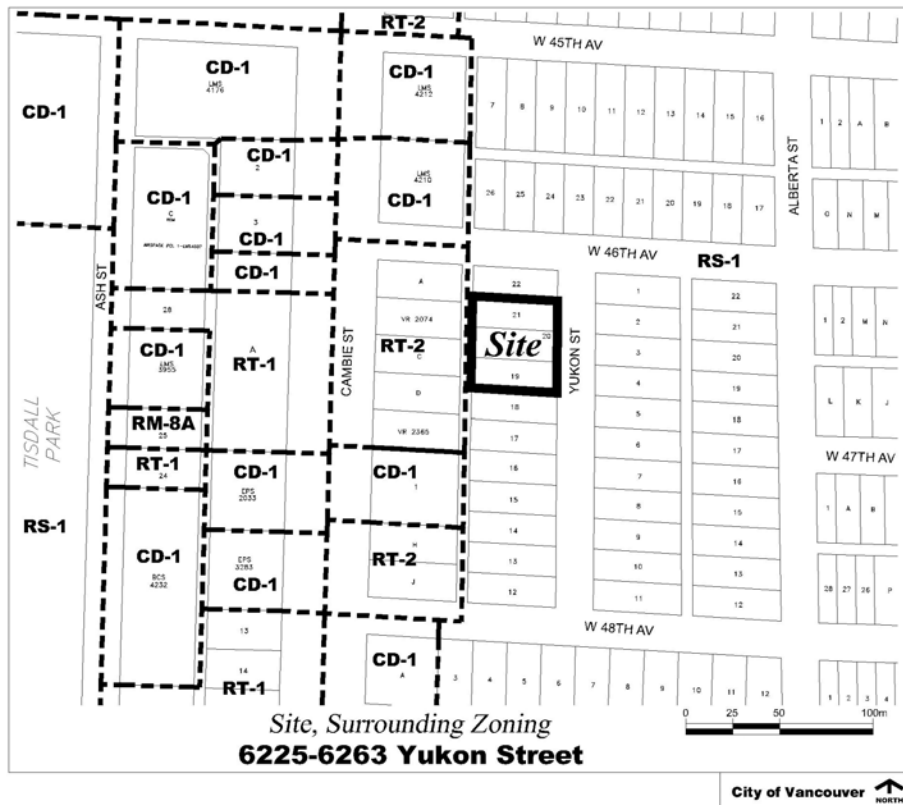 RT-2
W 45TH AV
CD-1
LMS
4176
CD-1
LMS
4212
CD-1
7 8 9 10 11 12 13 14 15 16
1 2 A B
ALBERTA ST
CD-1
2
CD-1
C
LMS
4210
CD-1
26 25 24 23 22 21 20 19 18 17
N M
3
CD-1
CD-1
W 46TH AV
RS-1
ASH ST
28
A
RT-1
CAMBIE ST
A
VR 2074
RT-2
C
D
VR 2365
22
21
20
Site
19
18
17
16
15
14
13
12
YUKON ST
1
2
3
4
5
6
7
8
9
10
11
22
21
20
19
18
17
16
15
14
13
12
1 2 M N
L K J
W 47TH AV
1 A B
28 27 26 P
CD-1
LMS
3955
RM-8A
25
RT-1
24
TISDALL
PARK
RS-1
CD-1
EPS
2033
CD-1
1
CD-1
BCS
4232
EPS
3283
CD-1
RT-2
H
J
13
14
RT-1
W 48TH AV
CD-1
A
3 4 5 6 7 8 9 10 11 12
1 2 3 4
0 25 50 100m
Site, Surrounding Zoning
6225-6263 Yukon Street
City of Vancouver
NORTH